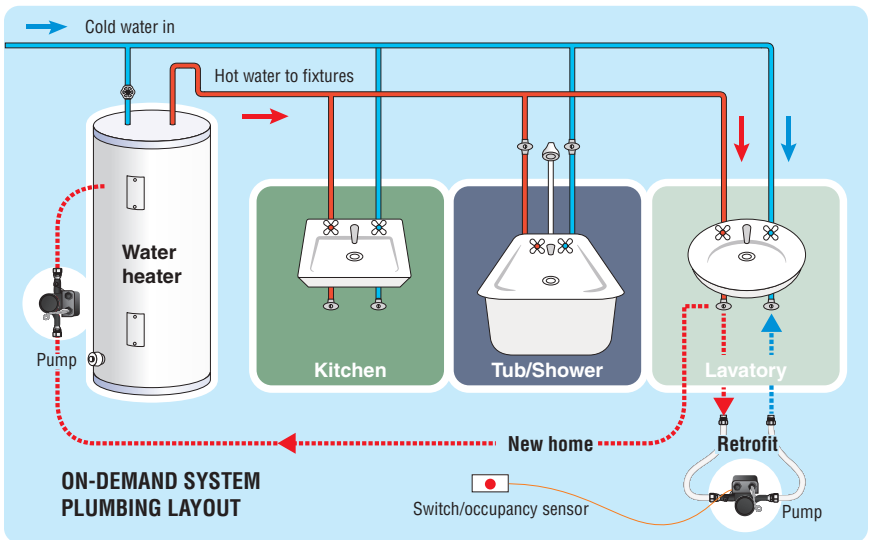 Cold water in
Hot water to fixtures
Water
heater
Pump
Kitchen
Tub/Shower
Lavatory
New home
Retrofit
ON-DEMAND SYSTEM
PLUMBING LAYOUT
Switch/occupancy sensor
Pump